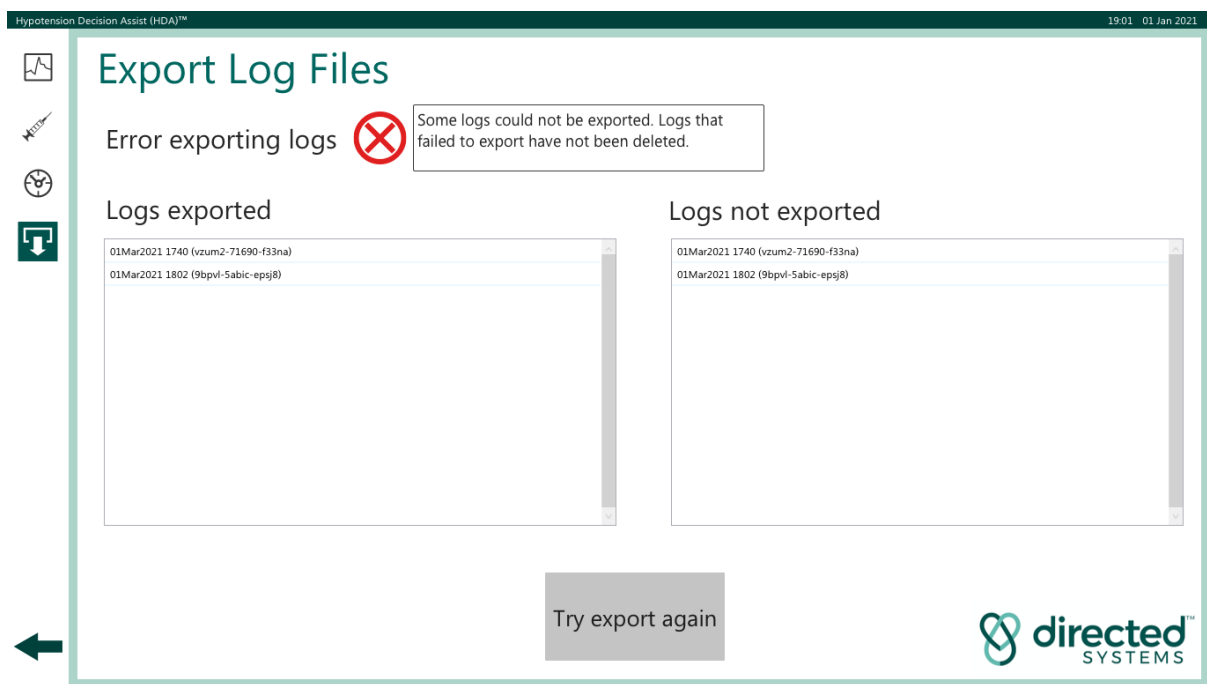 Hypotension Decision Assist (HDA)™
19:01 01 Jan 2021
Export Log Files
Error exporting logs
Some logs could not be exported. Logs that
failed to export have not been deleted.
Logs exported
01Mar2021 1740 (vzum2-71690-f33na)
01Mar2021 1802 (9bpvl-5abic-epsj8)
Logs not exported
01Mar2021 1740 (vzum2-71690-f33na)
01Mar2021 1802 (9bpvl-5abic-epsj8)
Try export again
directed™
SYSTEMS